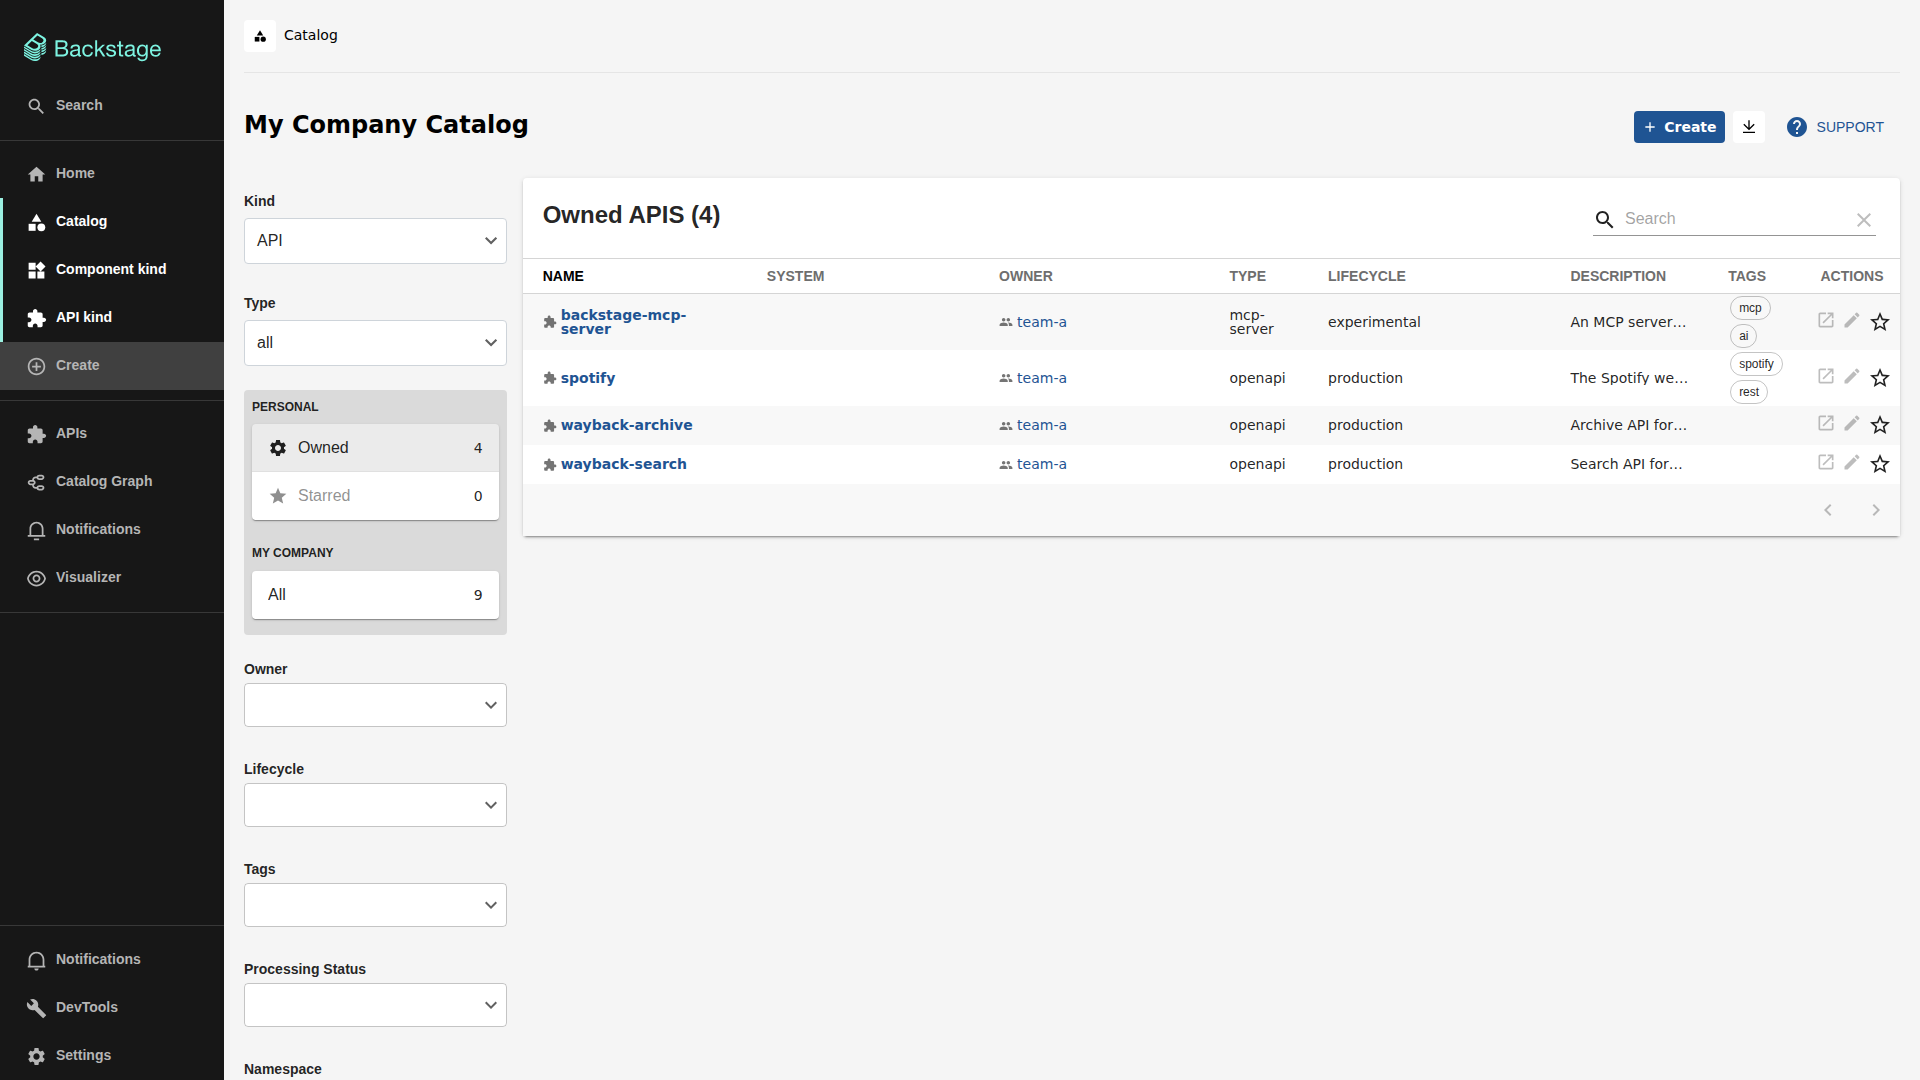 Backstage
Search
Home
Catalog
Component kind
API kind
Create
APIs
Catalog Graph
Notifications
Visualizer
Notifications
DevTools
Settings
Catalog
My Company Catalog
Create
SUPPORT
Kind
API
Type
all
PERSONAL
Owned 4
Starred 0
MY COMPANY
All 9
Owner
Lifecycle
Tags
Processing Status
Namespace
Owned APIS (4)
Search
NAME SYSTEM OWNER TYPE LIFECYCLE DESCRIPTION TAGS ACTIONS
backstage-mcp-server team-a mcp-server experimental An MCP server... mcp ai
spotify team-a openapi production The Spotify we... spotify rest
wayback-archive team-a openapi production Archive API for...
wayback-search team-a openapi production Search API for...